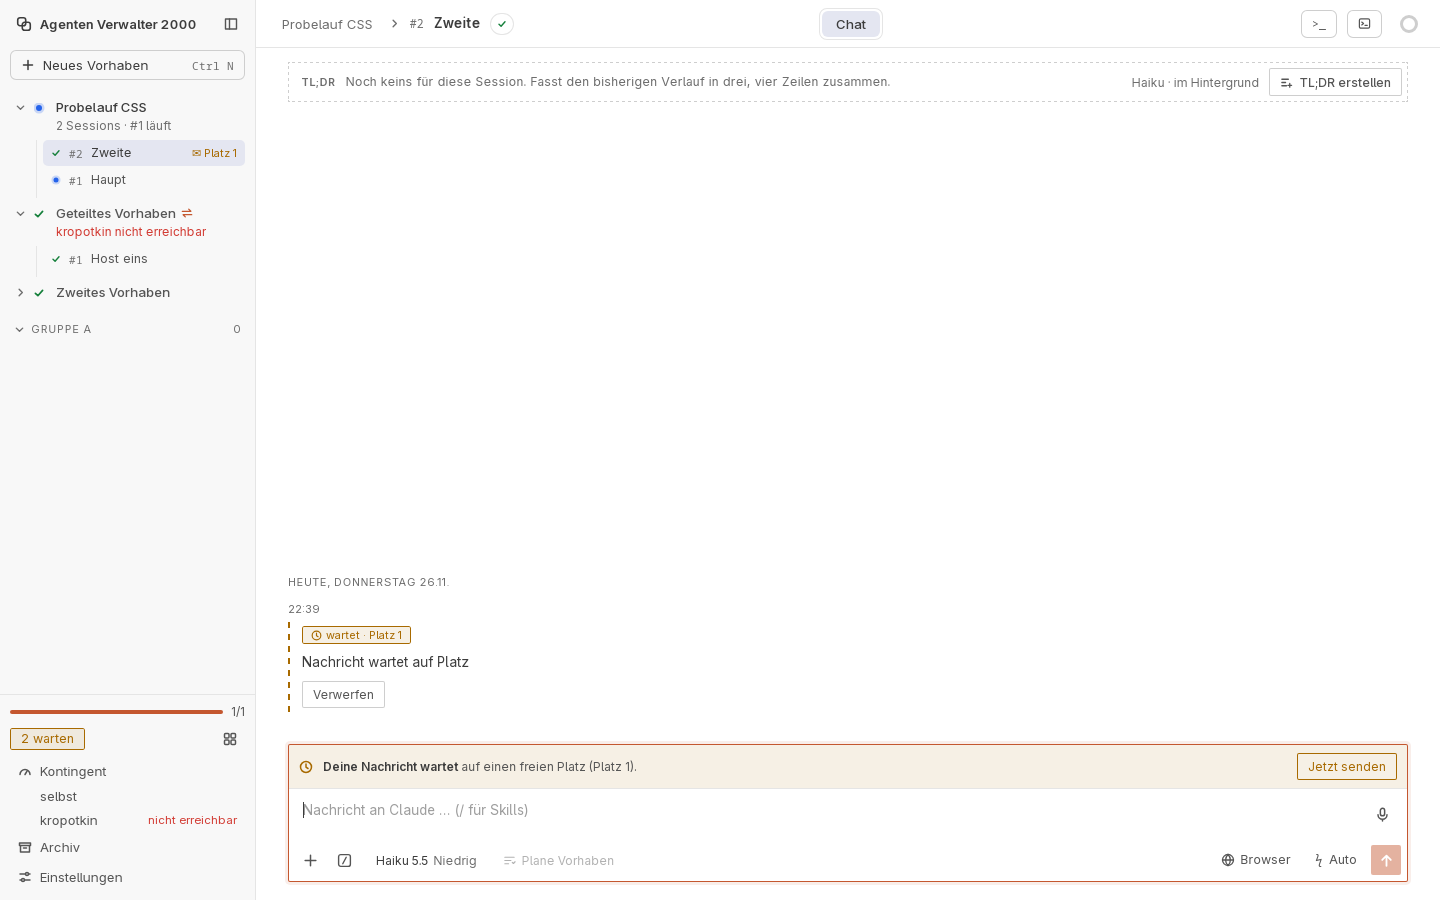 Agenten Verwalter 2000
Neues Vorhaben Ctrl N
Probelauf CSS
2 Sessions · #1 läuft
#2 Zweite ✉ Platz 1
#1 Haupt
Geteiltes Vorhaben ⇌
kropotkin nicht erreichbar
#1 Host eins
Zweites Vorhaben
GRUPPE A 0
1/1
2 warten
Kontingent
selbst
kropotkin nicht erreichbar
Archiv
Einstellungen
Probelauf CSS > #2 Zweite
Chat
>_
TL;DR Noch keins für diese Session. Fasst den bisherigen Verlauf in drei, vier Zeilen zusammen. Haiku · im Hintergrund TL;DR erstellen
HEUTE, DONNERSTAG 26.11.
22:39
wartet · Platz 1
Nachricht wartet auf Platz
Verwerfen
Deine Nachricht wartet auf einen freien Platz (Platz 1). Jetzt senden
Nachricht an Claude … (/ für Skills)
Haiku 5.5 Niedrig Plane Vorhaben Browser Auto